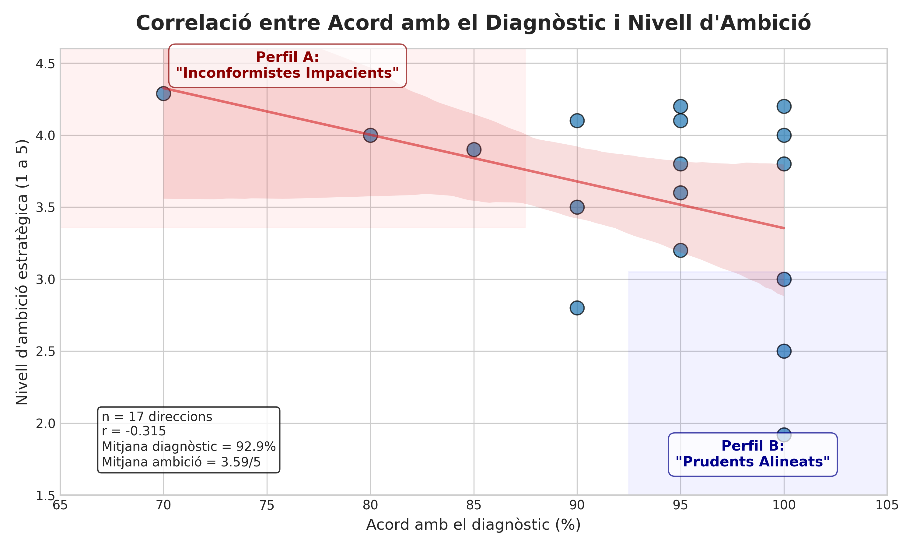 Correlació entre Acord amb el Diagnòstic i Nivell d'Ambició
Perfil A:
"Inconformistes Impacients"
Nivell d'ambició estratègica (1 a 5)
4.5
4.0
3.5
3.0
2.5
2.0
1.5
n = 17 direccions
r = -0.315
Mitjana diagnòstic = 92.9%
Mitjana ambició = 3.59/5
Perfil B:
"Prudents Alineats"
65 70 75 80 85 90 95 100 105
Acord amb el diagnòstic (%)